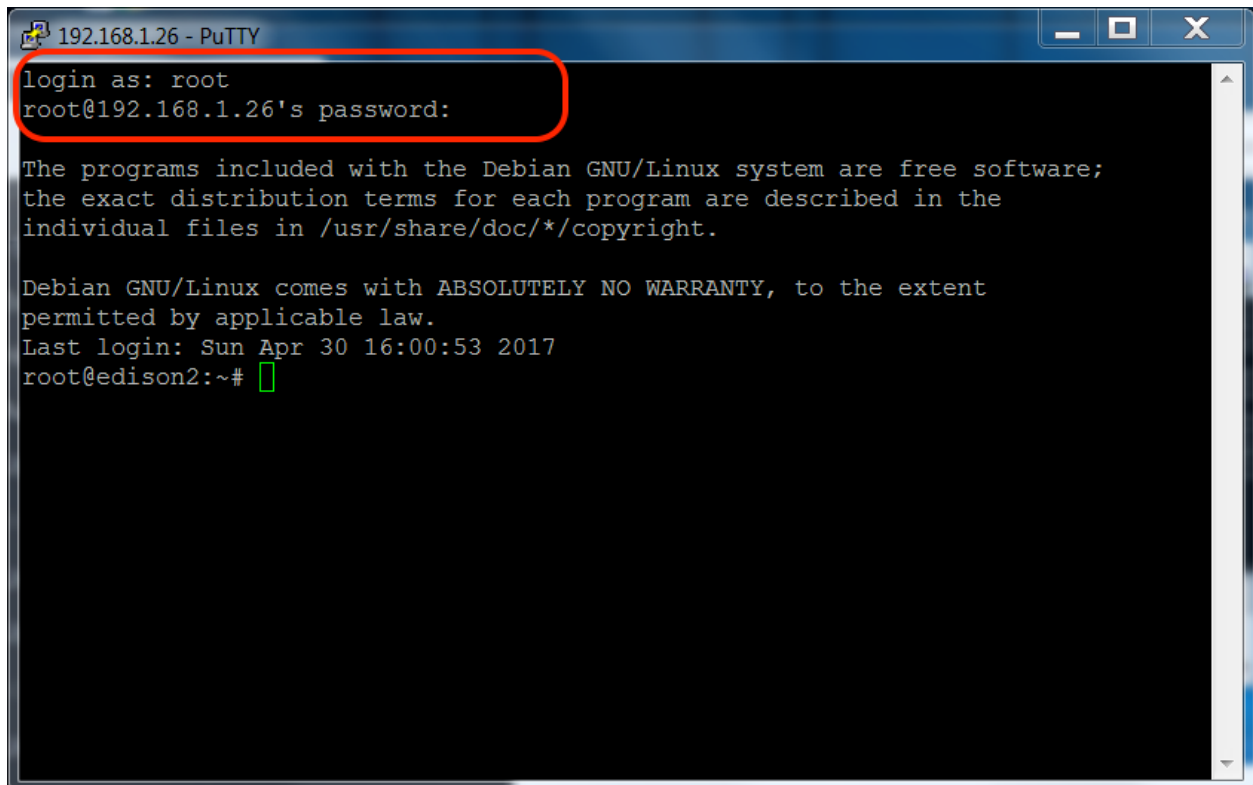 192.168.1.26 - PuTTY
login as: root
root@192.168.1.26's password:
The programs included with the Debian GNU/Linux system are free software;
the exact distribution terms for each program are described in the
individual files in /usr/share/doc/*/copyright.
Debian GNU/Linux comes with ABSOLUTELY NO WARRANTY, to the extent
permitted by applicable law.
Last login: Sun Apr 30 16:00:53 2017
root@edison2:~#